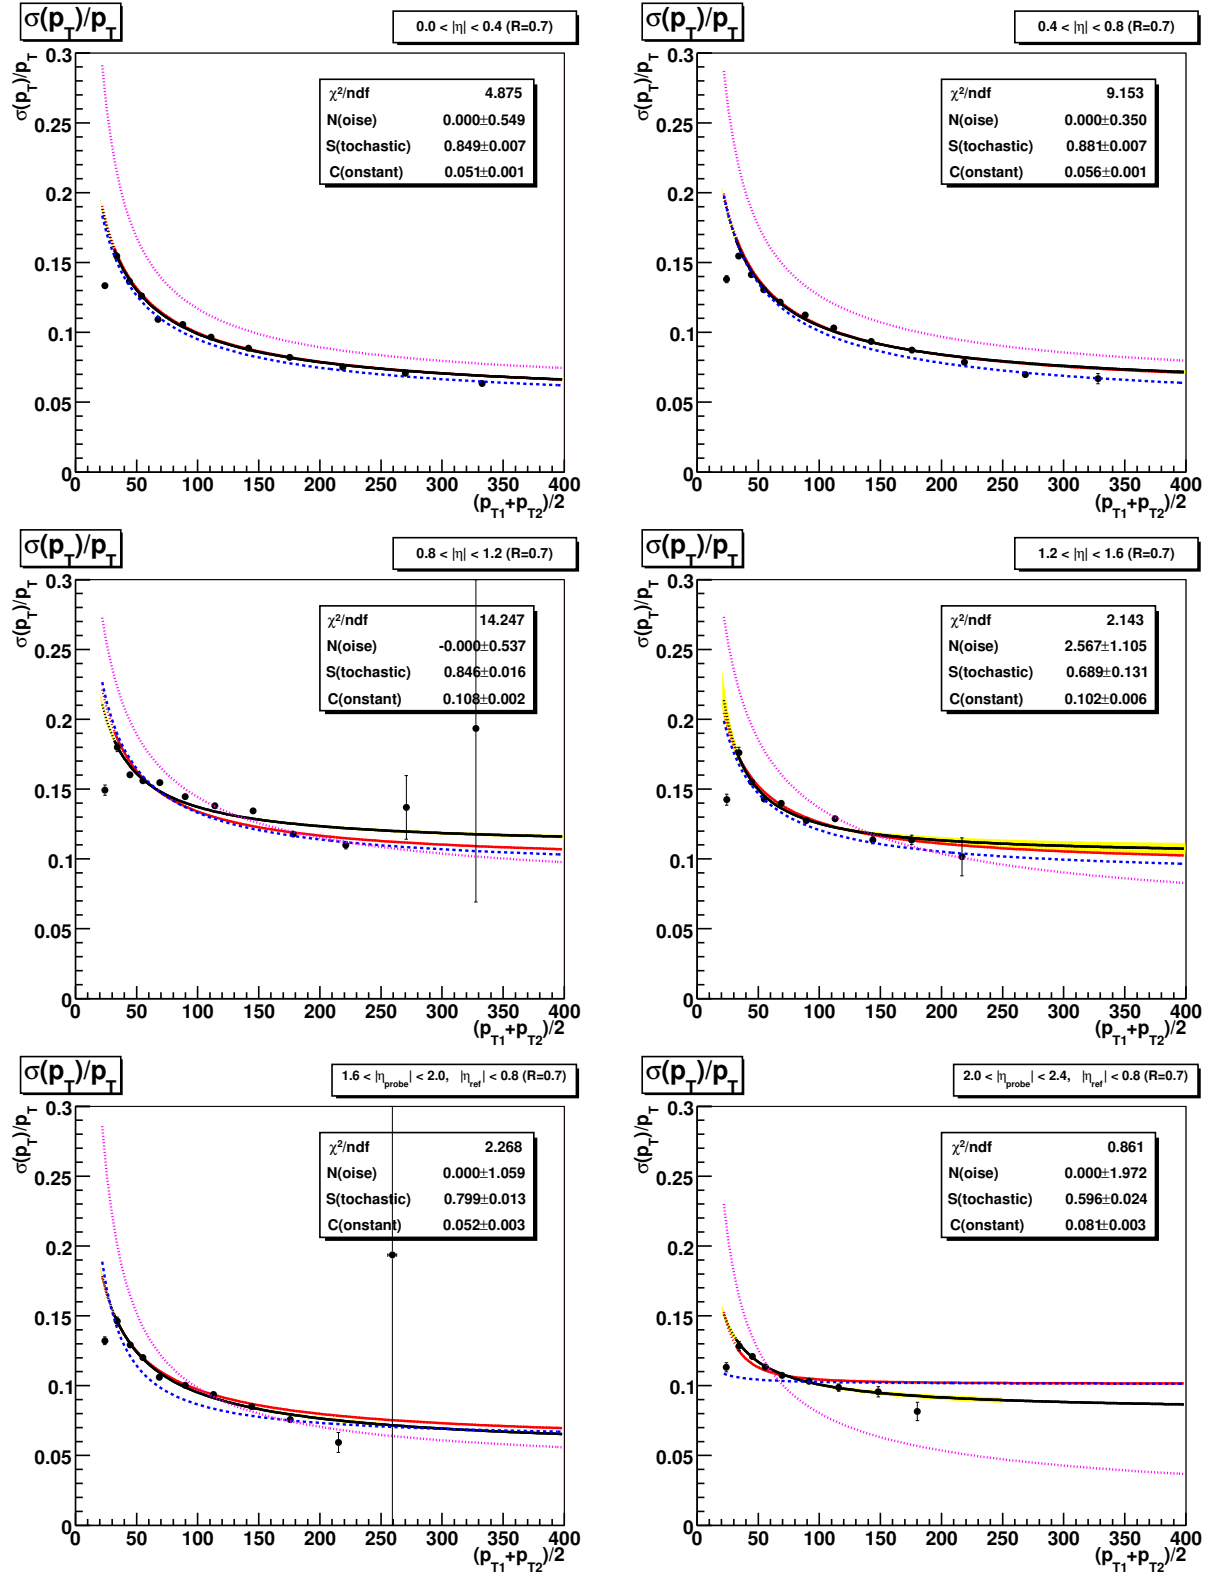 σ(p_T)/p_T
0.0 < |η| < 0.4 (R=0.7)
σ(p_T)/p_T
0.3
0.25
0.2
0.15
0.1
0.05
0
χ²/ndf 4.875
N(oise) 0.000±0.549
S(tochastic) 0.849±0.007
C(onstant) 0.051±0.001
0 50 100 150 200 250 300 350 400
(p_T1+p_T2)/2
σ(p_T)/p_T
0.4 < |η| < 0.8 (R=0.7)
σ(p_T)/p_T
0.3
0.25
0.2
0.15
0.1
0.05
0
χ²/ndf 9.153
N(oise) 0.000±0.350
S(tochastic) 0.881±0.007
C(onstant) 0.056±0.001
0 50 100 150 200 250 300 350 400
(p_T1+p_T2)/2
σ(p_T)/p_T
0.8 < |η| < 1.2 (R=0.7)
σ(p_T)/p_T
0.3
0.25
0.2
0.15
0.1
0.05
0
χ²/ndf 14.247
N(oise) -0.000±0.537
S(tochastic) 0.846±0.016
C(onstant) 0.108±0.002
0 50 100 150 200 250 300 350 400
(p_T1+p_T2)/2
σ(p_T)/p_T
1.2 < |η| < 1.6 (R=0.7)
σ(p_T)/p_T
0.3
0.25
0.2
0.15
0.1
0.05
0
χ²/ndf 2.143
N(oise) 2.567±1.105
S(tochastic) 0.689±0.131
C(onstant) 0.102±0.006
0 50 100 150 200 250 300 350 400
(p_T1+p_T2)/2
σ(p_T)/p_T
1.6 < |η_probe| < 2.0, |η_ref| < 0.8 (R=0.7)
σ(p_T)/p_T
0.3
0.25
0.2
0.15
0.1
0.05
0
χ²/ndf 2.268
N(oise) 0.000±1.059
S(tochastic) 0.799±0.013
C(onstant) 0.052±0.003
0 50 100 150 200 250 300 350 400
(p_T1+p_T2)/2
σ(p_T)/p_T
2.0 < |η_probe| < 2.4, |η_ref| < 0.8 (R=0.7)
σ(p_T)/p_T
0.3
0.25
0.2
0.15
0.1
0.05
0
χ²/ndf 0.861
N(oise) 0.000±1.972
S(tochastic) 0.596±0.024
C(onstant) 0.081±0.003
0 50 100 150 200 250 300 350 400
(p_T1+p_T2)/2